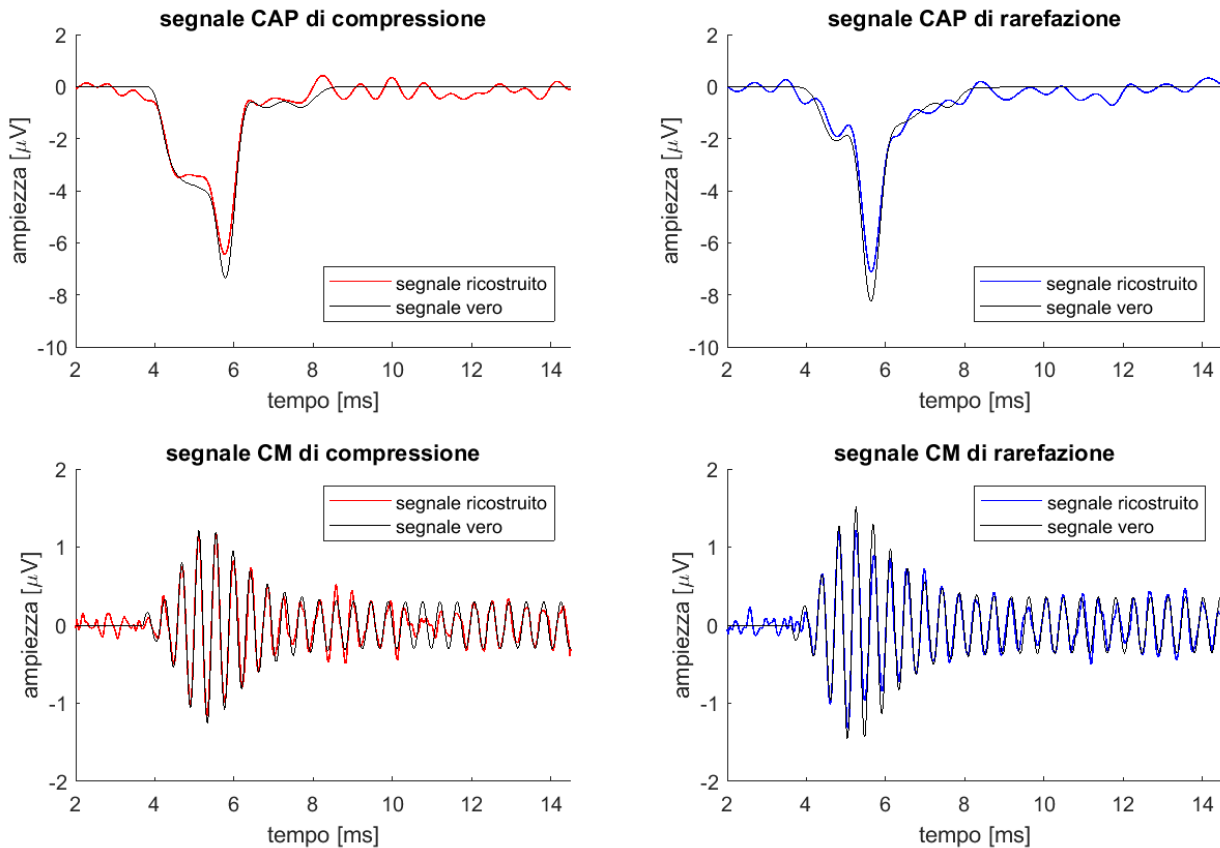 segnale CAP di compressione
2
0
-2
-4
-6
-8
-10
ampiezza [μV]
segnale ricostruito
segnale vero
2 4 6 8 10 12 14
tempo [ms]
segnale CAP di rarefazione
2
0
-2
-4
-6
-8
-10
ampiezza [μV]
segnale ricostruito
segnale vero
2 4 6 8 10 12 14
tempo [ms]
segnale CM di compressione
2
1
0
-1
-2
ampiezza [μV]
segnale ricostruito
segnale vero
2 4 6 8 10 12 14
tempo [ms]
segnale CM di rarefazione
2
1
0
-1
-2
ampiezza [μV]
segnale ricostruito
segnale vero
2 4 6 8 10 12 14
tempo [ms]